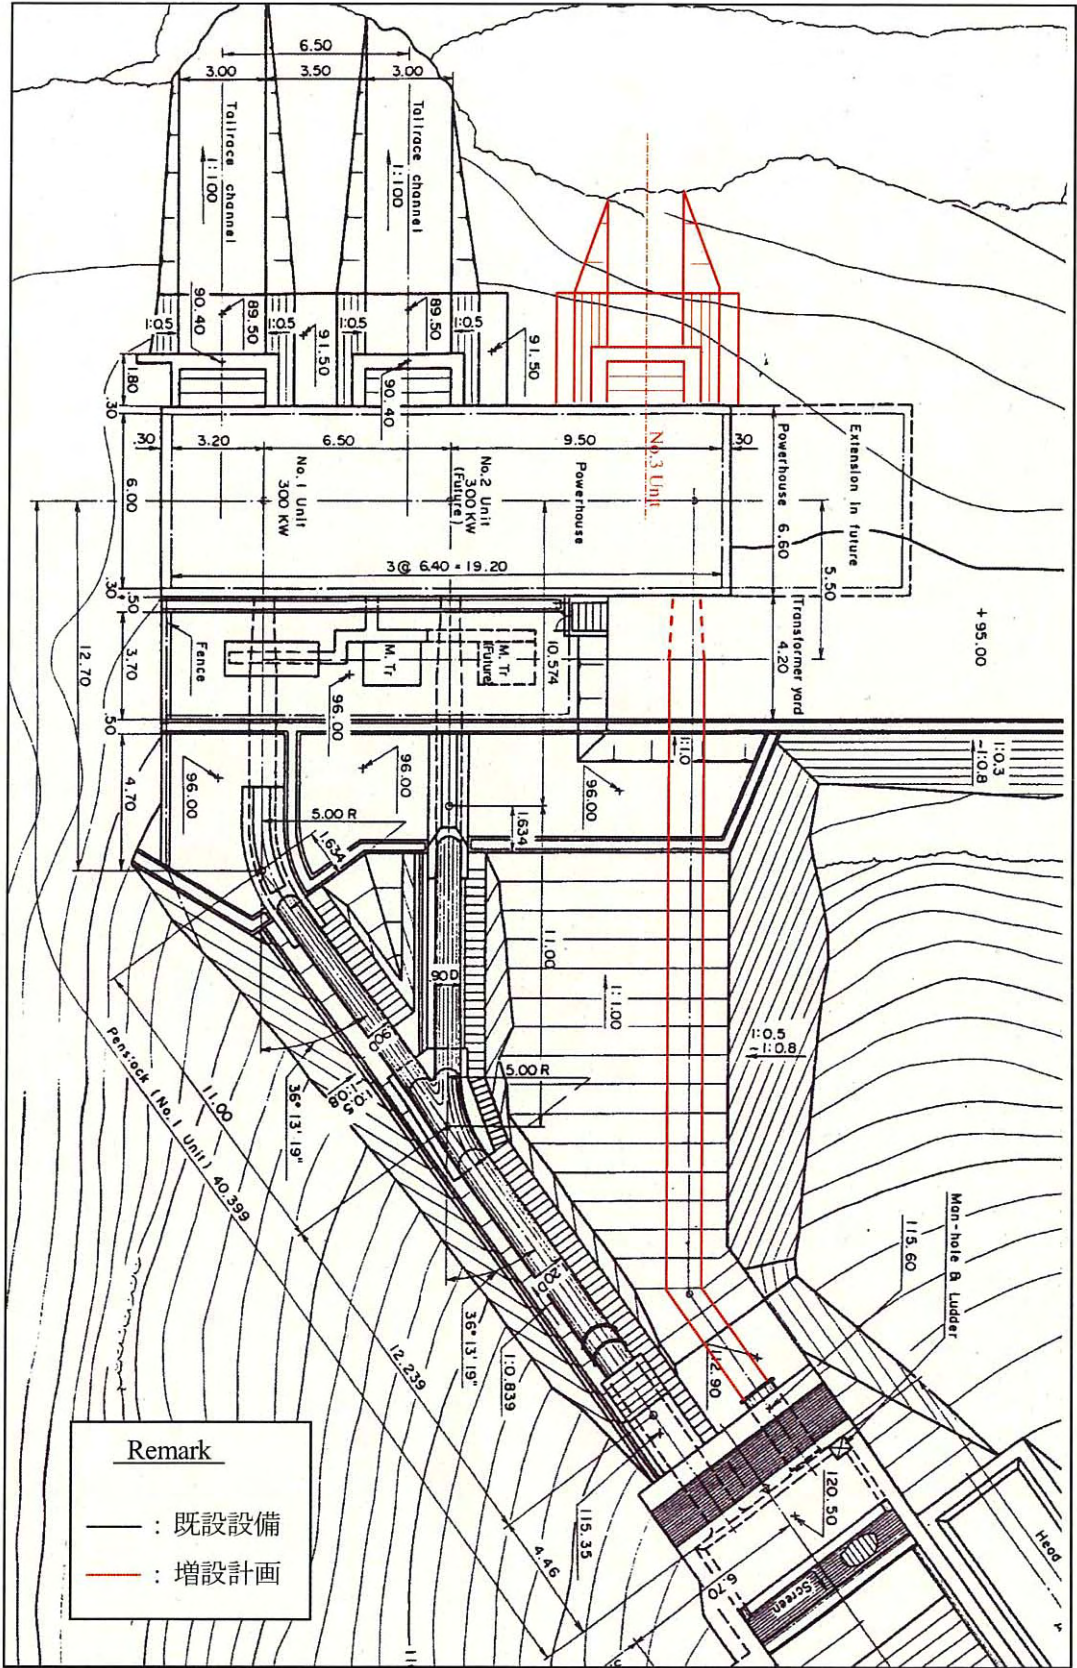 6.50
3.00
3.50
3.00
Tailrace channel
1:100
Tailrace channel
1:100
90.40
89.50
1:0.5
1:0.5
91.50
1:0.5
89.50
1:0.5
90.40
91.50
1.80
.30
.30
3.20
6.50
9.50
.30
6.00
No.1 Unit
300 KW
No.2 Unit
300 KW
(Future)
Powerhouse
No.3 Unit
Powerhouse 6.60
Extension in future
5.50
3@ 6.40 = 19.20
.30
.50
3.70
.50
4.70
12.70
Fence
M. Tr
M. Tr
(Future)
10.574
Transformer yard
4.20
+ 95.00
96.00
96.00
96.00
96.00
1:1.0
1:0.3
~1:0.8
5.00 R
1.634
1.634
11.00
.90D
.90D
1:1.00
1:0.5
~1:0.8
5.00 R
36° 13' 19"
11.00
Penstock (No.1 Unit) 40.399
36° 13' 19"
1:0.839
12.239
1.20D
112.90
Man-hole & Ludder
115.60
120.50
115.35
4.46
6.70
Screen
Head
Remark
: 既設設備
: 増設計画